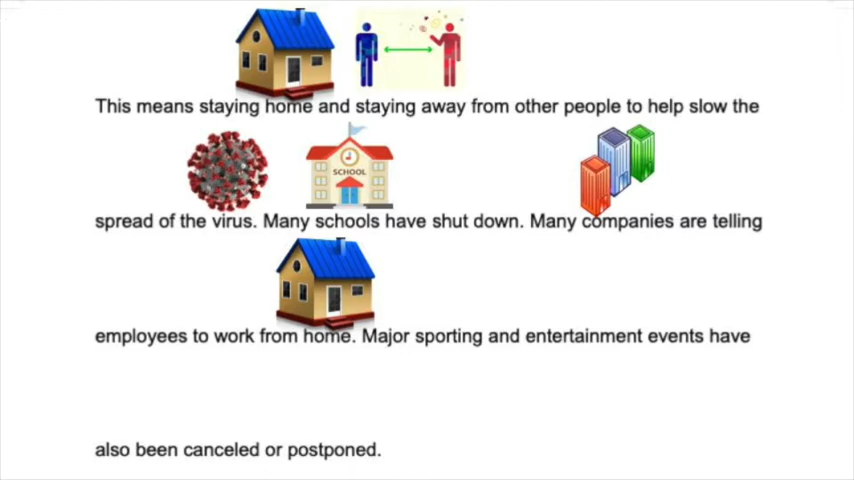 This means staying home and staying away from other people to help slow the
SCHOOL
spread of the virus. Many schools have shut down. Many companies are telling
employees to work from home. Major sporting and entertainment events have
also been canceled or postponed.